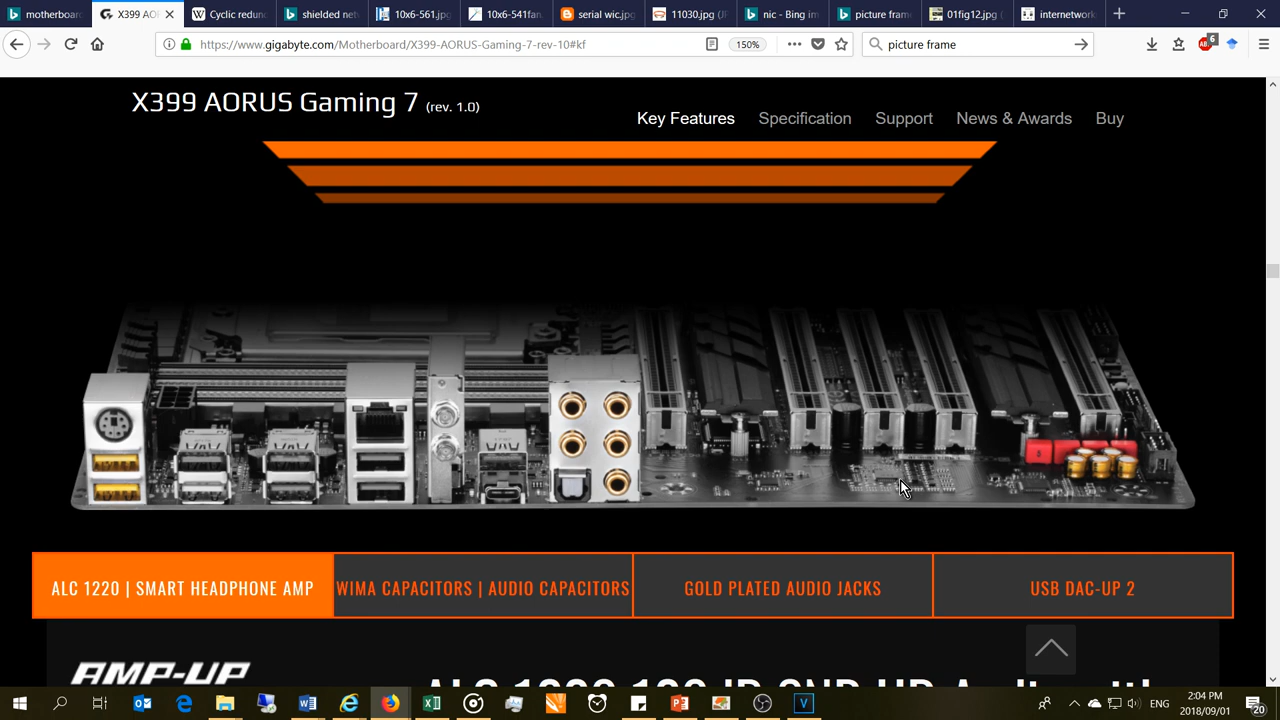 motherboard
X399 AO
Cyclic redun
shielded net
10x6-561.jp
10x6-541fan.
serial wic.jpg
11030.jpg (J
nic - Bing im
picture fram
01fig12.jpg (
internetwork
https://www.gigabyte.com/Motherboard/X399-AORUS-Gaming-7-rev-10#kf
150%
picture frame
6
X399 AORUS Gaming 7 (rev. 1.0)
Key Features
Specification
Support
News & Awards
Buy
ALC 1220 | SMART HEADPHONE AMP
WIMA CAPACITORS | AUDIO CAPACITORS
GOLD PLATED AUDIO JACKS
USB DAC-UP 2
AMP-UP
ENG
2:04 PM
2018/09/01
20